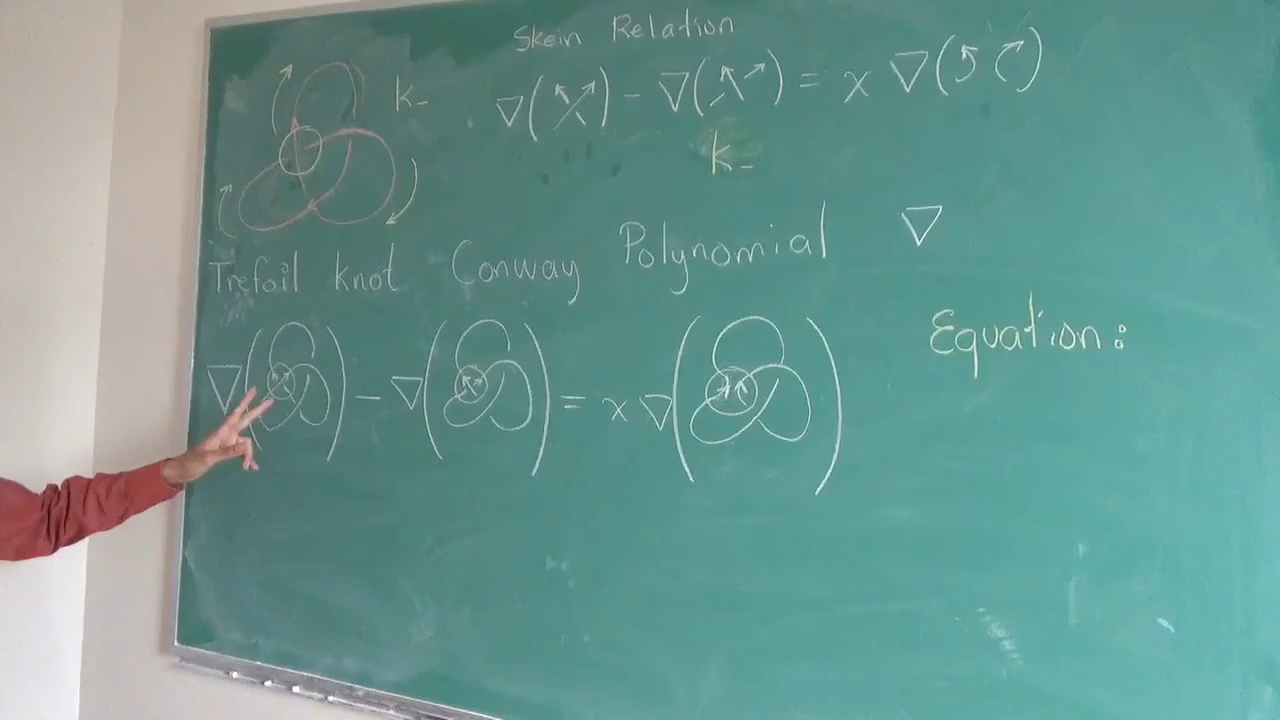 Skein Relation
k-
∇( ) - ∇( ) = x ∇( )
k-
Trefoil knot Conway Polynomial ∇
∇( ) - ∇( ) = x ∇( )
Equation: